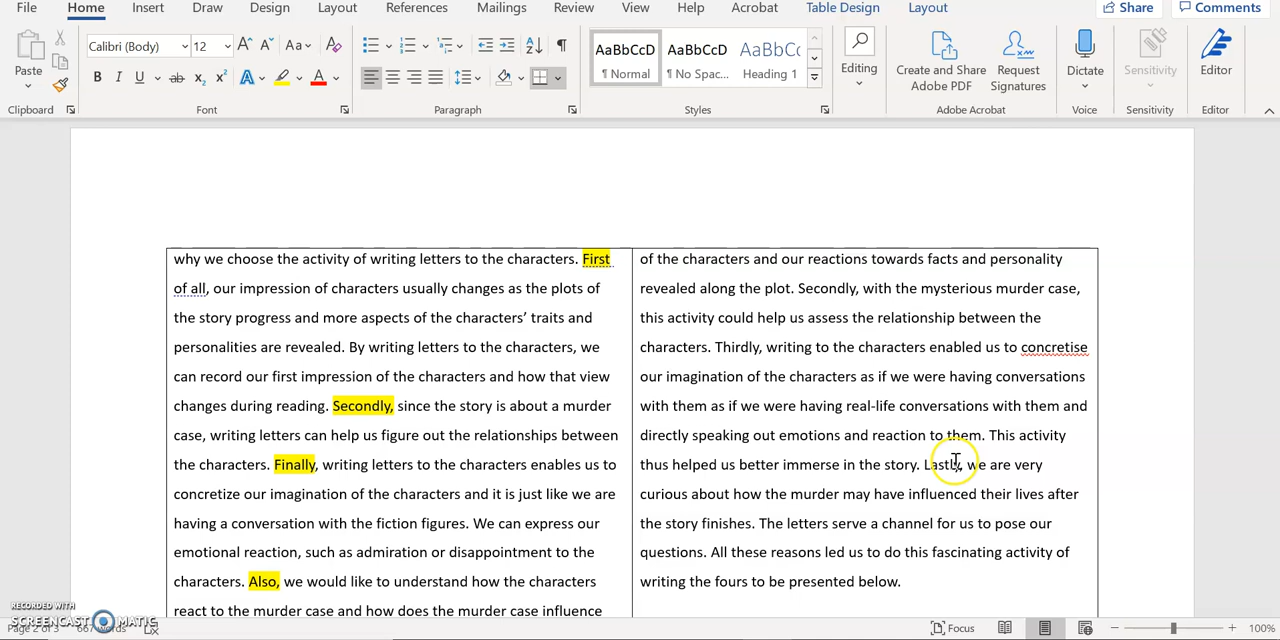 File Home Insert Draw Design Layout References Mailings Review View Help Acrobat Table Design Layout Share Comments
Calibri (Body) 12 A A Aa A
AaBbCcD AaBbCcD AaBbCc
Paste B I U ab x₂ x² A A
¶ Normal ¶ No Spac... Heading 1
Editing Create and Share Adobe PDF Request Signatures Dictate Sensitivity Editor
Clipboard Font Paragraph Styles Adobe Acrobat Voice Sensitivity Editor
why we choose the activity of writing letters to the characters. First
of all, our impression of characters usually changes as the plots of
the story progress and more aspects of the characters’ traits and
personalities are revealed. By writing letters to the characters, we
can record our first impression of the characters and how that view
changes during reading. Secondly, since the story is about a murder
case, writing letters can help us figure out the relationships between
the characters. Finally, writing letters to the characters enables us to
concretize our imagination of the characters and it is just like we are
having a conversation with the fiction figures. We can express our
emotional reaction, such as admiration or disappointment to the
characters. Also, we would like to understand how the characters
react to the murder case and how does the murder case influence
of the characters and our reactions towards facts and personality
revealed along the plot. Secondly, with the mysterious murder case,
this activity could help us assess the relationship between the
characters. Thirdly, writing to the characters enabled us to concretise
our imagination of the characters as if we were having conversations
with them as if we were having real-life conversations with them and
directly speaking out emotions and reaction to them. This activity
thus helped us better immerse in the story. Lastly, we are very
curious about how the murder may have influenced their lives after
the story finishes. The letters serve a channel for us to pose our
questions. All these reasons led us to do this fascinating activity of
writing the fours to be presented below.
RECORDED WITH
SCREENCAST MATIC
Page 2 of 3 667 words Focus 100%